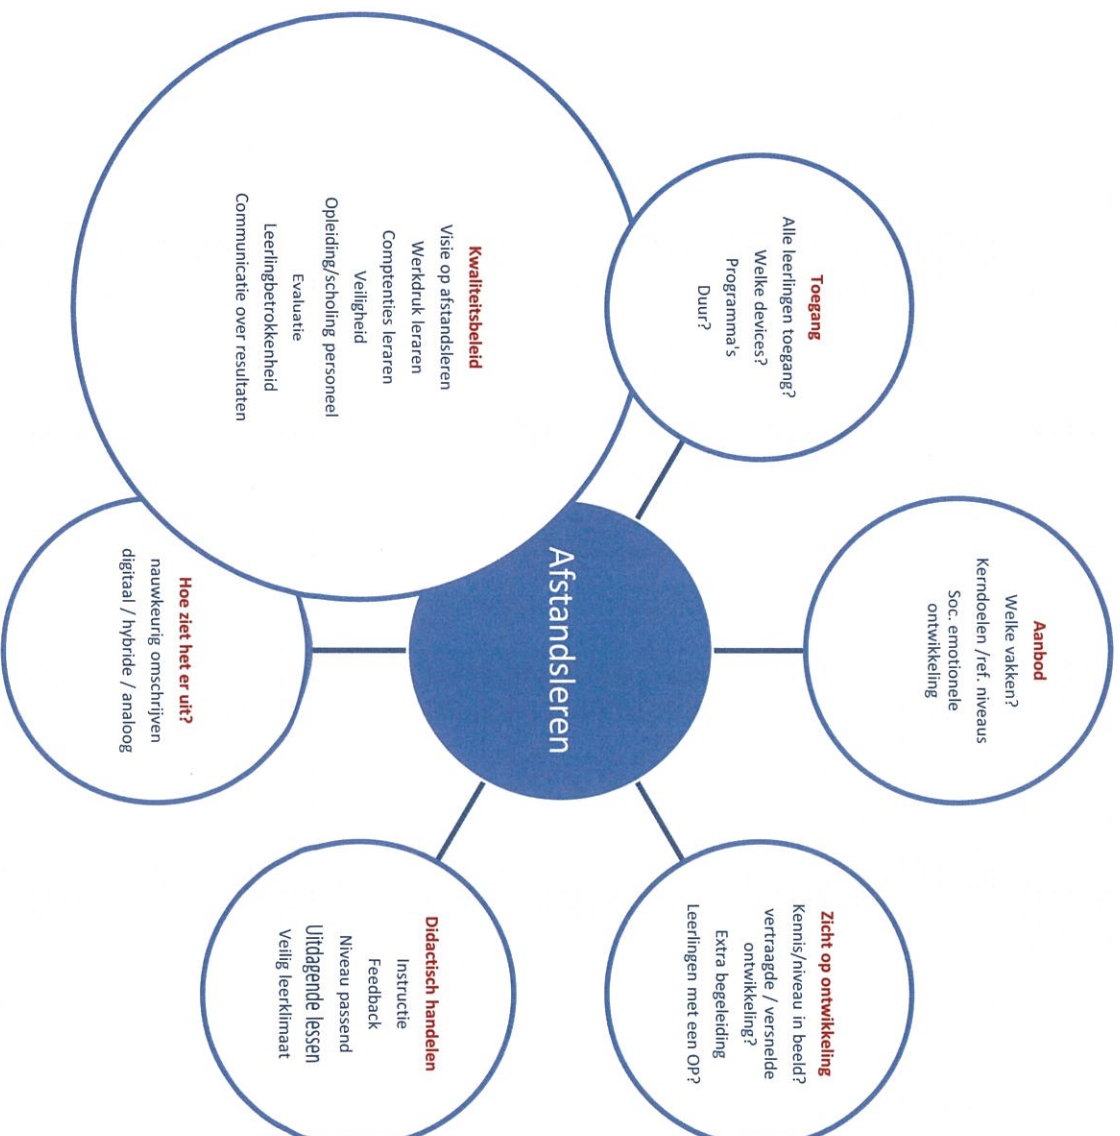 Afstandsleren
Aanbod
Welke vakken?
Kerndoelen /ref. niveaus
Soc. emotionele
ontwikkeling
Zicht op ontwikkeling
Kennis/niveau in beeld?
vertraagde / versnelde
ontwikkeling?
Extra begeleiding
Leerlingen met een OP?
Didactisch handelen
Instructie
Feedback
Niveau passend
Uitdagende lessen
Veilig leerklimaat
Hoe ziet het er uit?
nauwkeurig omschrijven
digitaal / hybride / analoog
Kwaliteitsbeleid
Visie op afstandsleren
Werkdruk leraren
Comptenties leraren
Veiligheid
Opleiding/scholing personeel
Evaluatie
Leerlingbetrokkenheid
Communicatie over resultaten
Toegang
Alle leerlingen toegang?
Welke devices?
Programma's
Duur?